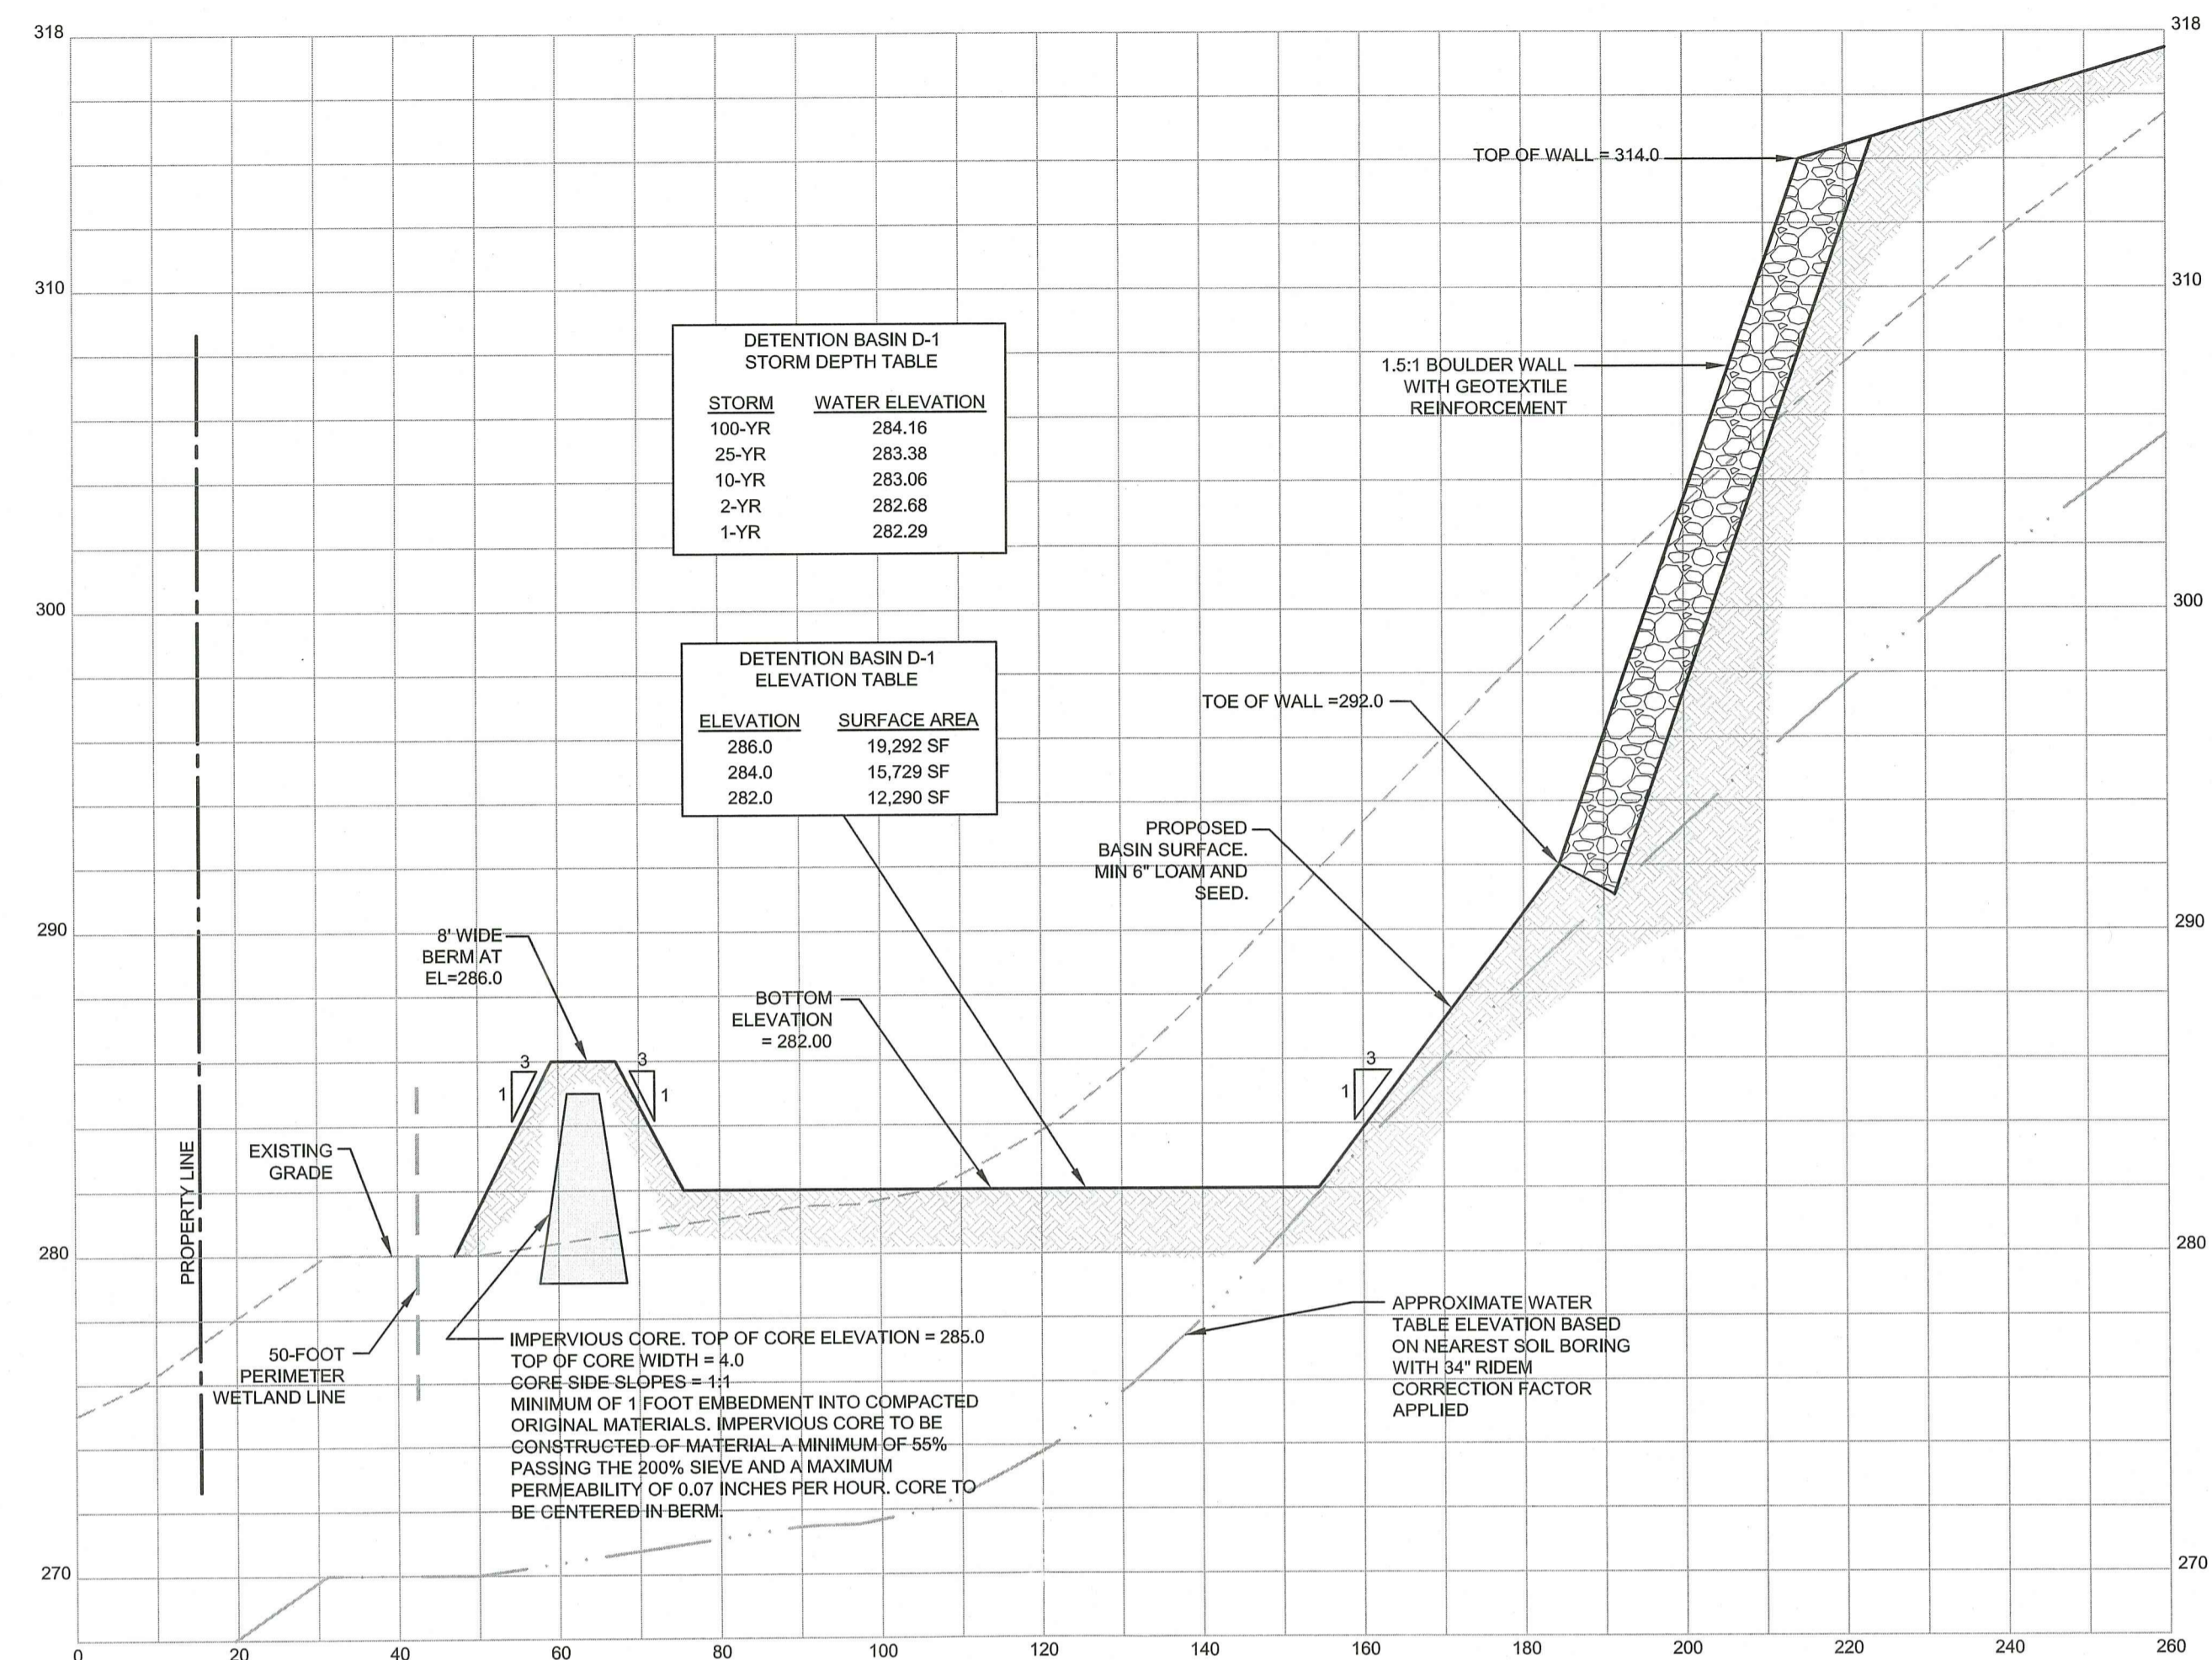 318
318
TOP OF WALL = 314.0
310
310
DETENTION BASIN D-1
STORM DEPTH TABLE
STORM WATER ELEVATION
100-YR 284.16
25-YR 283.38
10-YR 283.06
2-YR 282.68
1-YR 282.29
1.5:1 BOULDER WALL
WITH GEOTEXTILE
REINFORCEMENT
300
300
DETENTION BASIN D-1
ELEVATION TABLE
ELEVATION SURFACE AREA
286.0 19,292 SF
284.0 15,729 SF
282.0 12,290 SF
TOE OF WALL =292.0
PROPOSED
BASIN SURFACE.
MIN 6" LOAM AND
SEED.
290
290
8' WIDE
BERM AT
EL=286.0
BOTTOM
ELEVATION
= 282.00
3
1
3
1
3
1
EXISTING
GRADE
PROPERTY LINE
280
280
50-FOOT
PERIMETER
WETLAND LINE
IMPERVIOUS CORE. TOP OF CORE ELEVATION = 285.0
TOP OF CORE WIDTH = 4.0
CORE SIDE SLOPES = 1:1
MINIMUM OF 1 FOOT EMBEDMENT INTO COMPACTED
ORIGINAL MATERIALS. IMPERVIOUS CORE TO BE
CONSTRUCTED OF MATERIAL A MINIMUM OF 55%
PASSING THE 200% SIEVE AND A MAXIMUM
PERMEABILITY OF 0.07 INCHES PER HOUR. CORE TO
BE CENTERED IN BERM.
APPROXIMATE WATER
TABLE ELEVATION BASED
ON NEAREST SOIL BORING
WITH 34" RIDEM
CORRECTION FACTOR
APPLIED
270
270
0 20 40 60 80 100 120 140 160 180 200 220 240 260